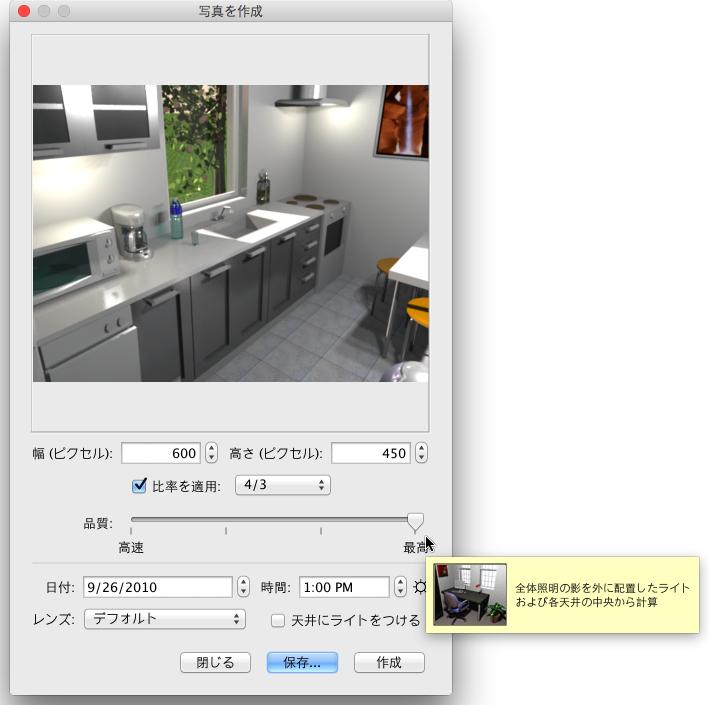 写真を作成
幅 (ピクセル): 600 高さ (ピクセル): 450
比率を適用: 4/3
品質:
高速 最高
日付: 9/26/2010 時間: 1:00 PM
全体照明の影を外に配置したライト
および各天井の中央から計算
レンズ: デフォルト 天井にライトをつける
閉じる 保存... 作成